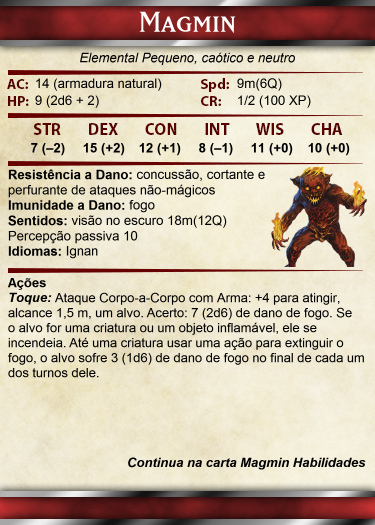 Magmin
Elemental Pequeno, caótico e neutro
AC: 14 (armadura natural) Spd: 9m(6Q)
HP: 9 (2d6 + 2) CR: 1/2 (100 XP)
STR DEX CON INT WIS CHA
7 (–2) 15 (+2) 12 (+1) 8 (–1) 11 (+0) 10 (+0)
Resistência a Dano: concussão, cortante e
perfurante de ataques não-mágicos
Imunidade a Dano: fogo
Sentidos: visão no escuro 18m(12Q)
Percepção passiva 10
Idiomas: Ignan
Ações
Toque: Ataque Corpo-a-Corpo com Arma: +4 para atingir,
alcance 1,5 m, um alvo. Acerto: 7 (2d6) de dano de fogo. Se
o alvo for uma criatura ou um objeto inflamável, ele se
incendeia. Até uma criatura usar uma ação para extinguir o
fogo, o alvo sofre 3 (1d6) de dano de fogo no final de cada um
dos turnos dele.
Continua na carta Magmin Habilidades